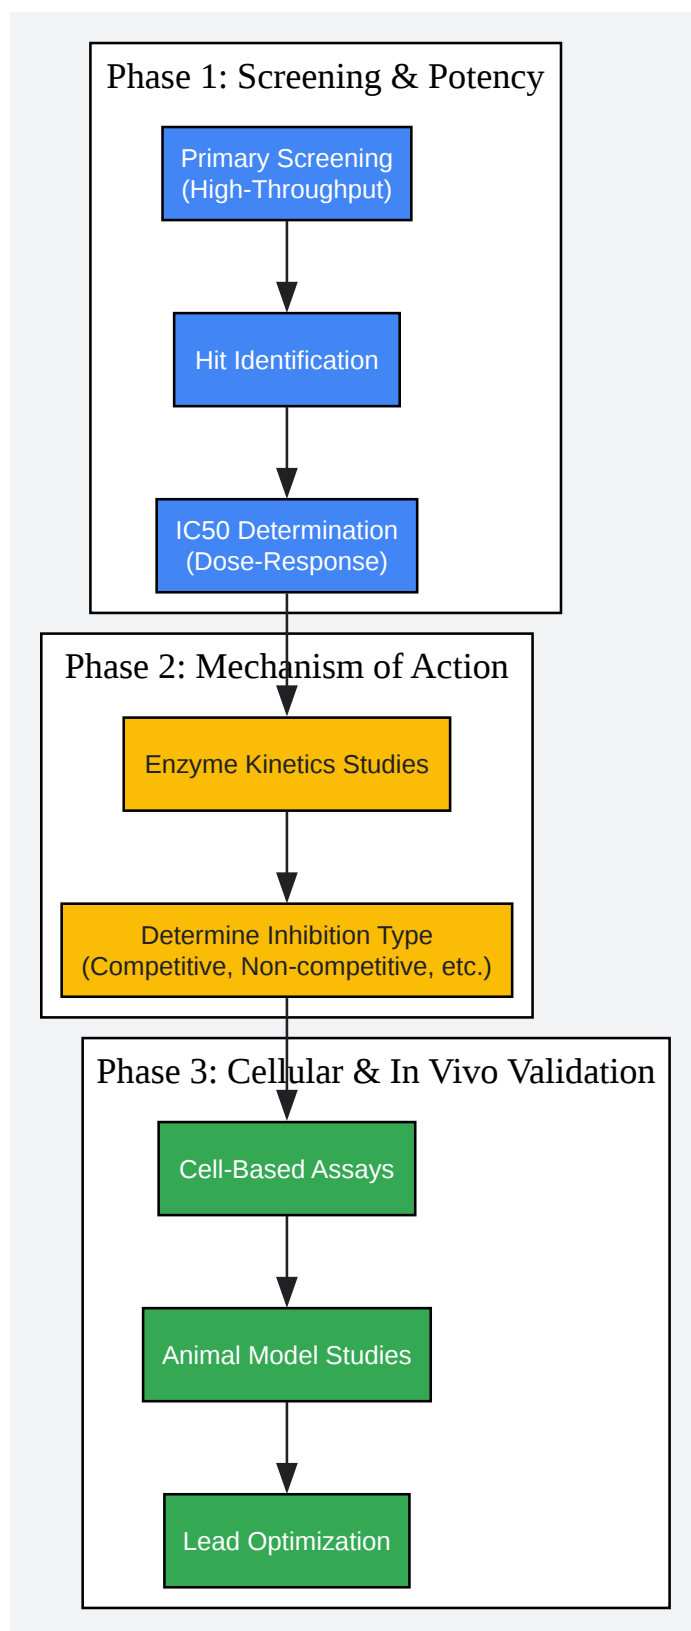 Phase 1: Screening & Potency
Primary Screening
(High-Throughput)
Hit Identification
IC50 Determination
(Dose-Response)
Phase 2: Mechanism of Action
Enzyme Kinetics Studies
Determine Inhibition Type
(Competitive, Non-competitive, etc.)
Phase 3: Cellular & In Vivo Validation
Cell-Based Assays
Animal Model Studies
Lead Optimization